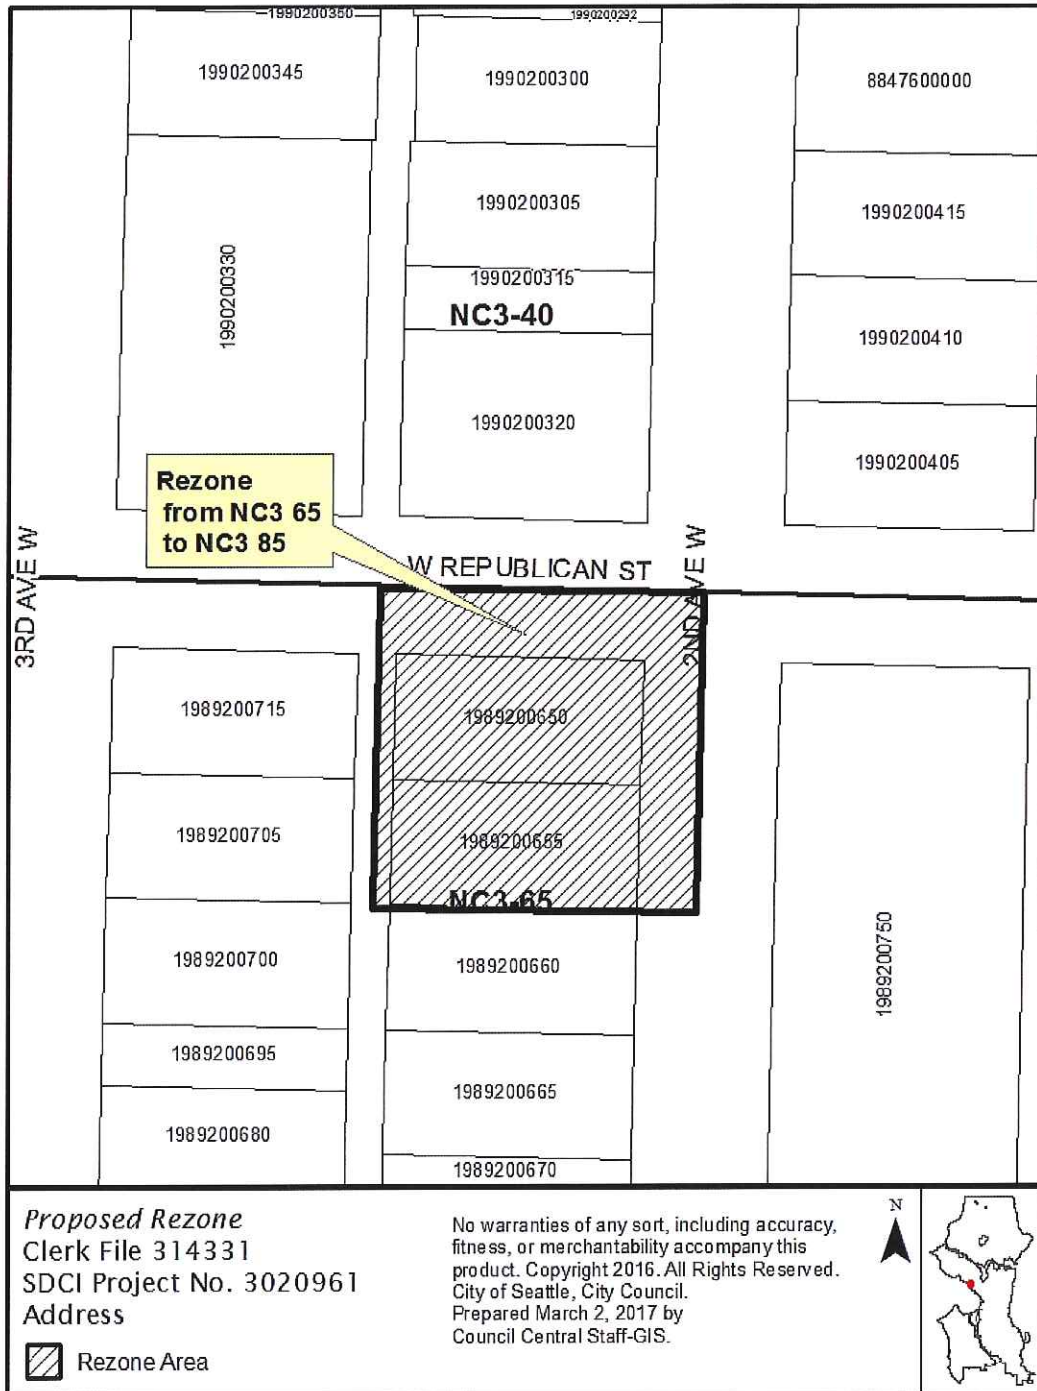 1990200350
1990200292
1990200345
1990200300
8847600000
1990200305
1990200415
1990200330
1990200315
NC3-40
1990200410
1990200320
1990200405
Rezone
from NC3 65
to NC3 85
W REPUBLICAN ST
3RD AVE W
2ND AVE W
1989200715
1989200650
1989200705
1989200655
NC3-65
1989200700
1989200660
1989200750
1989200695
1989200665
1989200680
1989200670
Proposed Rezone
Clerk File 314331
SDCI Project No. 3020961
Address
Rezone Area
No warranties of any sort, including accuracy,
fitness, or merchantability accompany this
product. Copyright 2016. All Rights Reserved.
City of Seattle, City Council.
Prepared March 2, 2017 by
Council Central Staff-GIS.
N